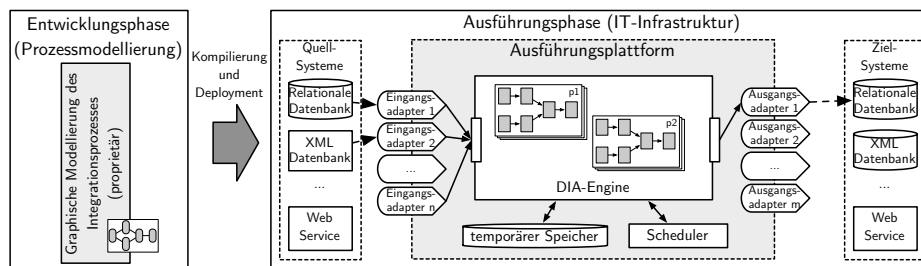 Entwicklungsphase
(Prozessmodellierung)
Graphische Modellierung des
Integrationsprozesses
(proprietär)
Kompilierung
und
Deployment
Ausführungsphase (IT-Infrastruktur)
Quell-
Systeme
Relationale
Datenbank
XML
Datenbank
...
Web
Service
Ausführungsplattform
Eingangs-
adapter 1
Eingangs-
adapter 2
...
Eingangs-
adapter n
p1
p2
DIA-Engine
temporärer Speicher
Scheduler
Ausgangs-
adapter 1
Ausgangs-
adapter 2
...
Ausgangs-
adapter m
Ziel-
Systeme
Relationale
Datenbank
XML
Datenbank
...
Web
Service